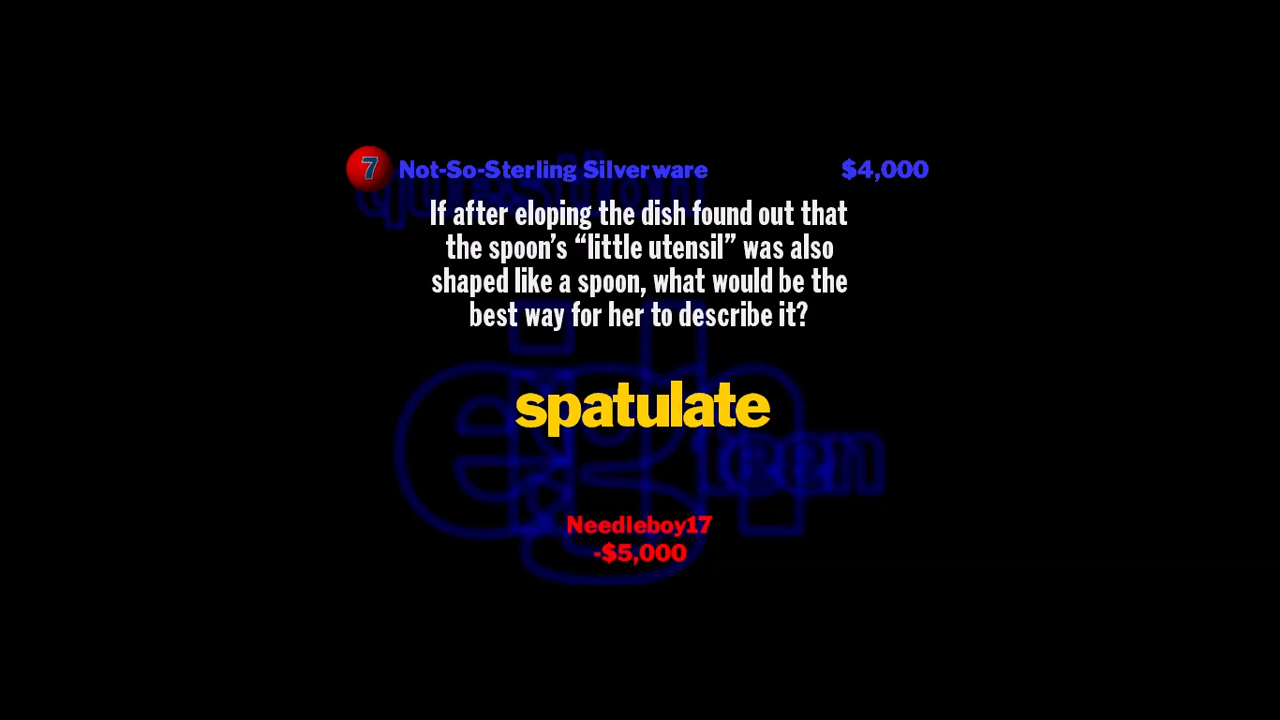 question
7 Not-So-Sterling Silverware $4,000
If after eloping the dish found out that
the spoon's “little utensil” was also
shaped like a spoon, what would be the
best way for her to describe it?
spatulate
eighteen
Needleboy17
-$5,000